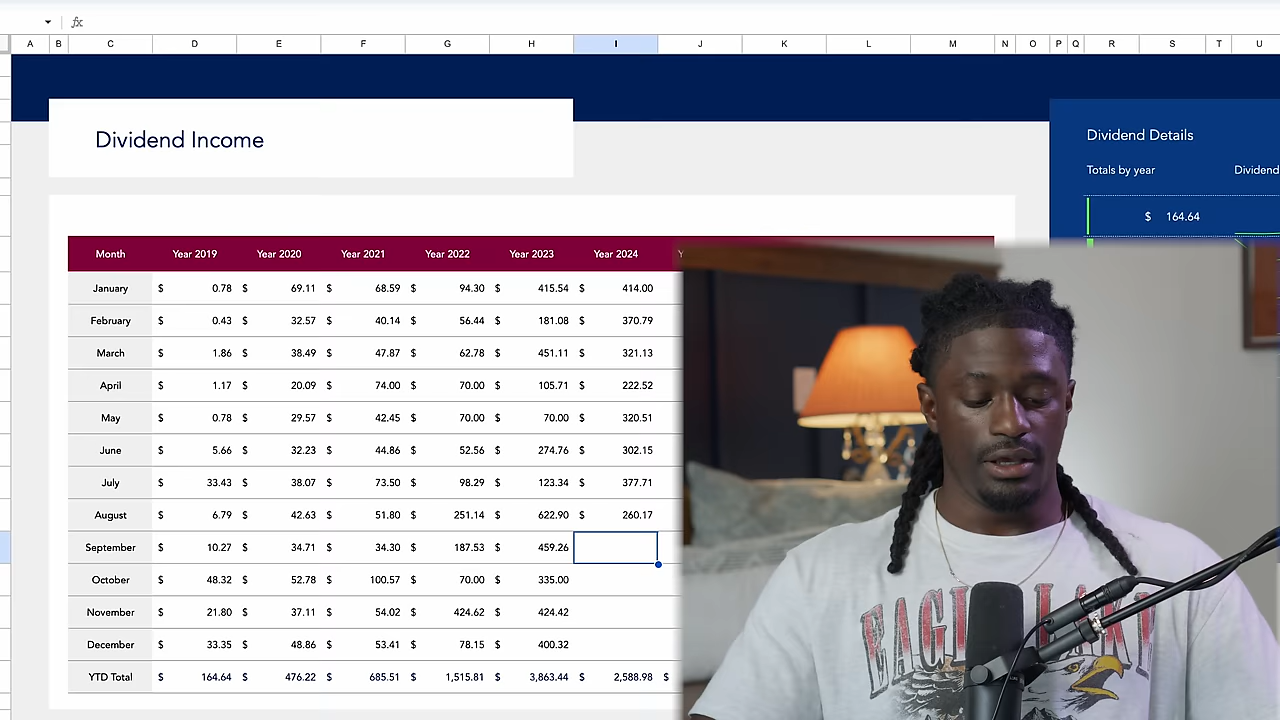 fx
A B C D E F G H I J K L M N O P Q R S T U
Dividend Income
Dividend Details
Totals by year Dividend
$ 164.64
Month Year 2019 Year 2020 Year 2021 Year 2022 Year 2023 Year 2024
January $ 0.78 $ 69.11 $ 68.59 $ 94.30 $ 415.54 $ 414.00
February $ 0.43 $ 32.57 $ 40.14 $ 56.44 $ 181.08 $ 370.79
March $ 1.86 $ 38.49 $ 47.87 $ 62.78 $ 451.11 $ 321.13
April $ 1.17 $ 20.09 $ 74.00 $ 70.00 $ 105.71 $ 222.52
May $ 0.78 $ 29.57 $ 42.45 $ 70.00 $ 70.00 $ 320.51
June $ 5.66 $ 32.23 $ 44.86 $ 52.56 $ 274.76 $ 302.15
July $ 33.43 $ 38.07 $ 73.50 $ 98.29 $ 123.34 $ 377.71
August $ 6.79 $ 42.63 $ 51.80 $ 251.14 $ 622.90 $ 260.17
September $ 10.27 $ 34.71 $ 34.30 $ 187.53 $ 459.26
October $ 48.32 $ 52.78 $ 100.57 $ 70.00 $ 335.00
November $ 21.80 $ 37.11 $ 54.02 $ 424.62 $ 424.42
December $ 33.35 $ 48.86 $ 53.41 $ 78.15 $ 400.32
YTD Total $ 164.64 $ 476.22 $ 685.51 $ 1,515.81 $ 3,863.44 $ 2,588.98 $